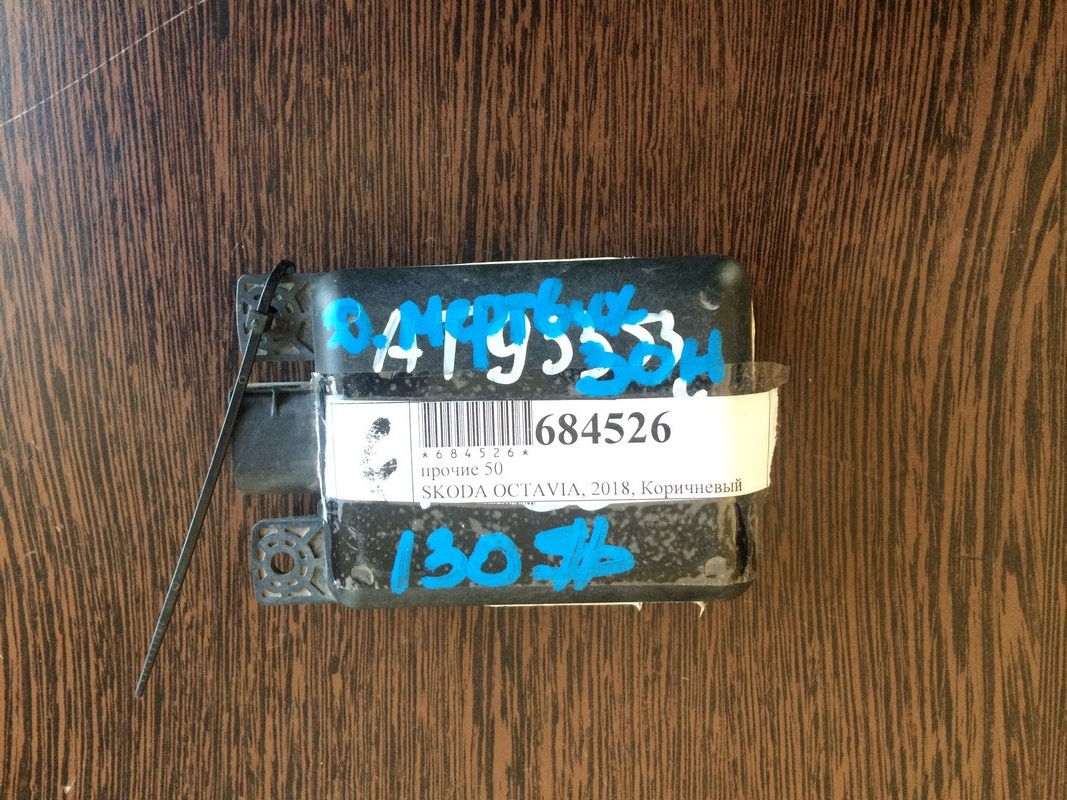 Д. мертвых
зон
684526
*684526*
прочие 50
SKODA OCTAVIA, 2018, Коричневый
130